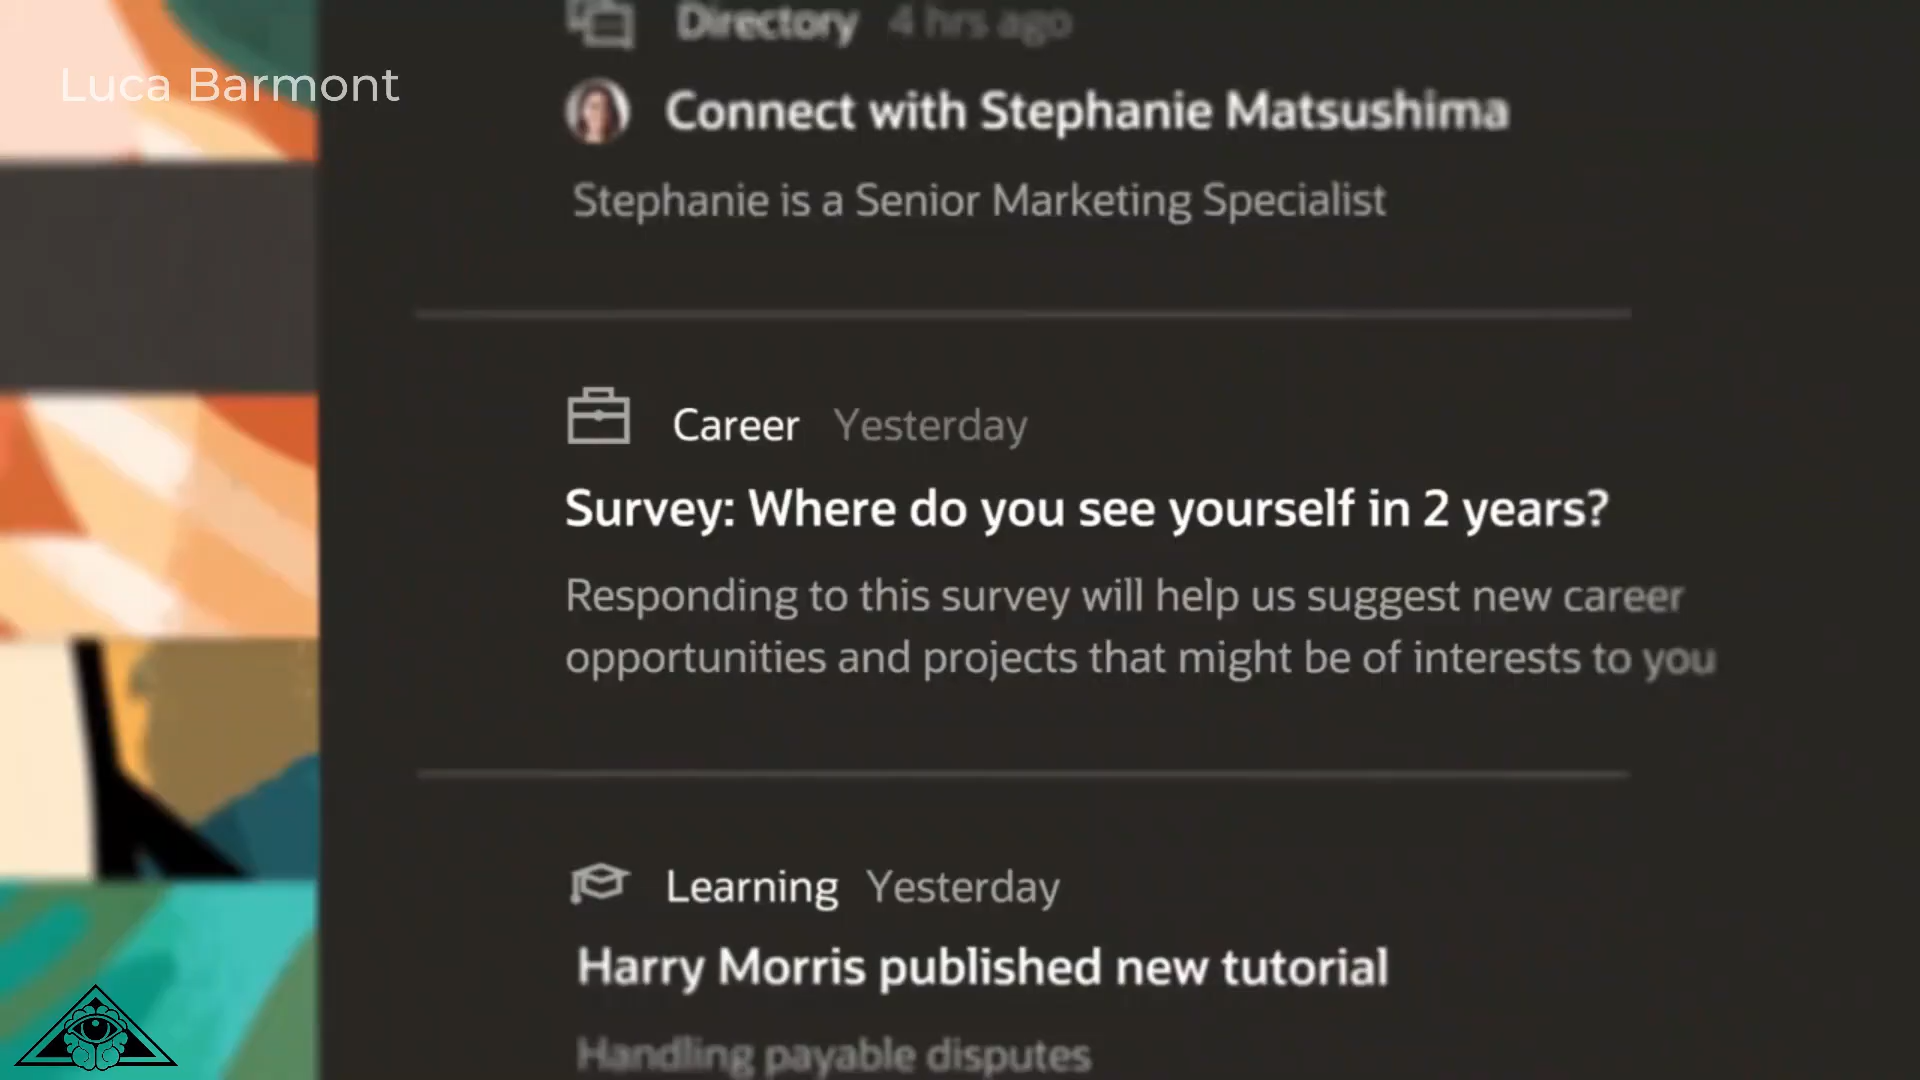 Directory 4 hrs ago
Luca Barmont
Connect with Stephanie Matsushima
Stephanie is a Senior Marketing Specialist
Career Yesterday
Survey: Where do you see yourself in 2 years?
Responding to this survey will help us suggest new career
opportunities and projects that might be of interests to you
Learning Yesterday
Harry Morris published new tutorial
Handling payable disputes